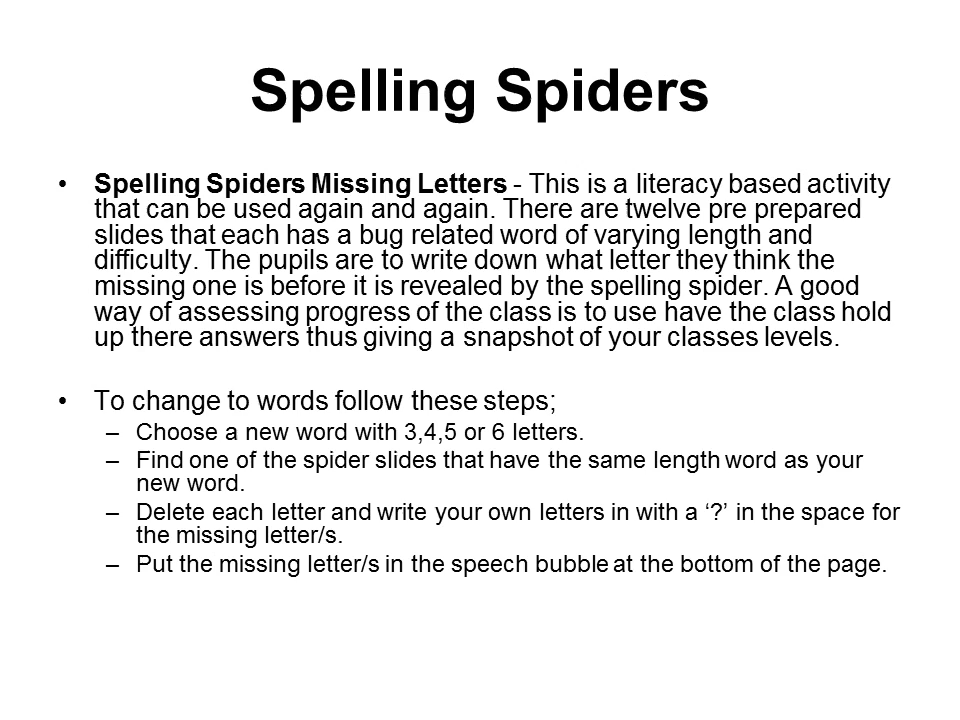 Spelling Spiders
• Spelling Spiders Missing Letters - This is a literacy based activity
that can be used again and again. There are twelve pre prepared
slides that each has a bug related word of varying length and
difficulty. The pupils are to write down what letter they think the
missing one is before it is revealed by the spelling spider. A good
way of assessing progress of the class is to use have the class hold
up there answers thus giving a snapshot of your classes levels.
• To change to words follow these steps;
– Choose a new word with 3,4,5 or 6 letters.
– Find one of the spider slides that have the same length word as your
new word.
– Delete each letter and write your own letters in with a ‘?’ in the space for
the missing letter/s.
– Put the missing letter/s in the speech bubble at the bottom of the page.